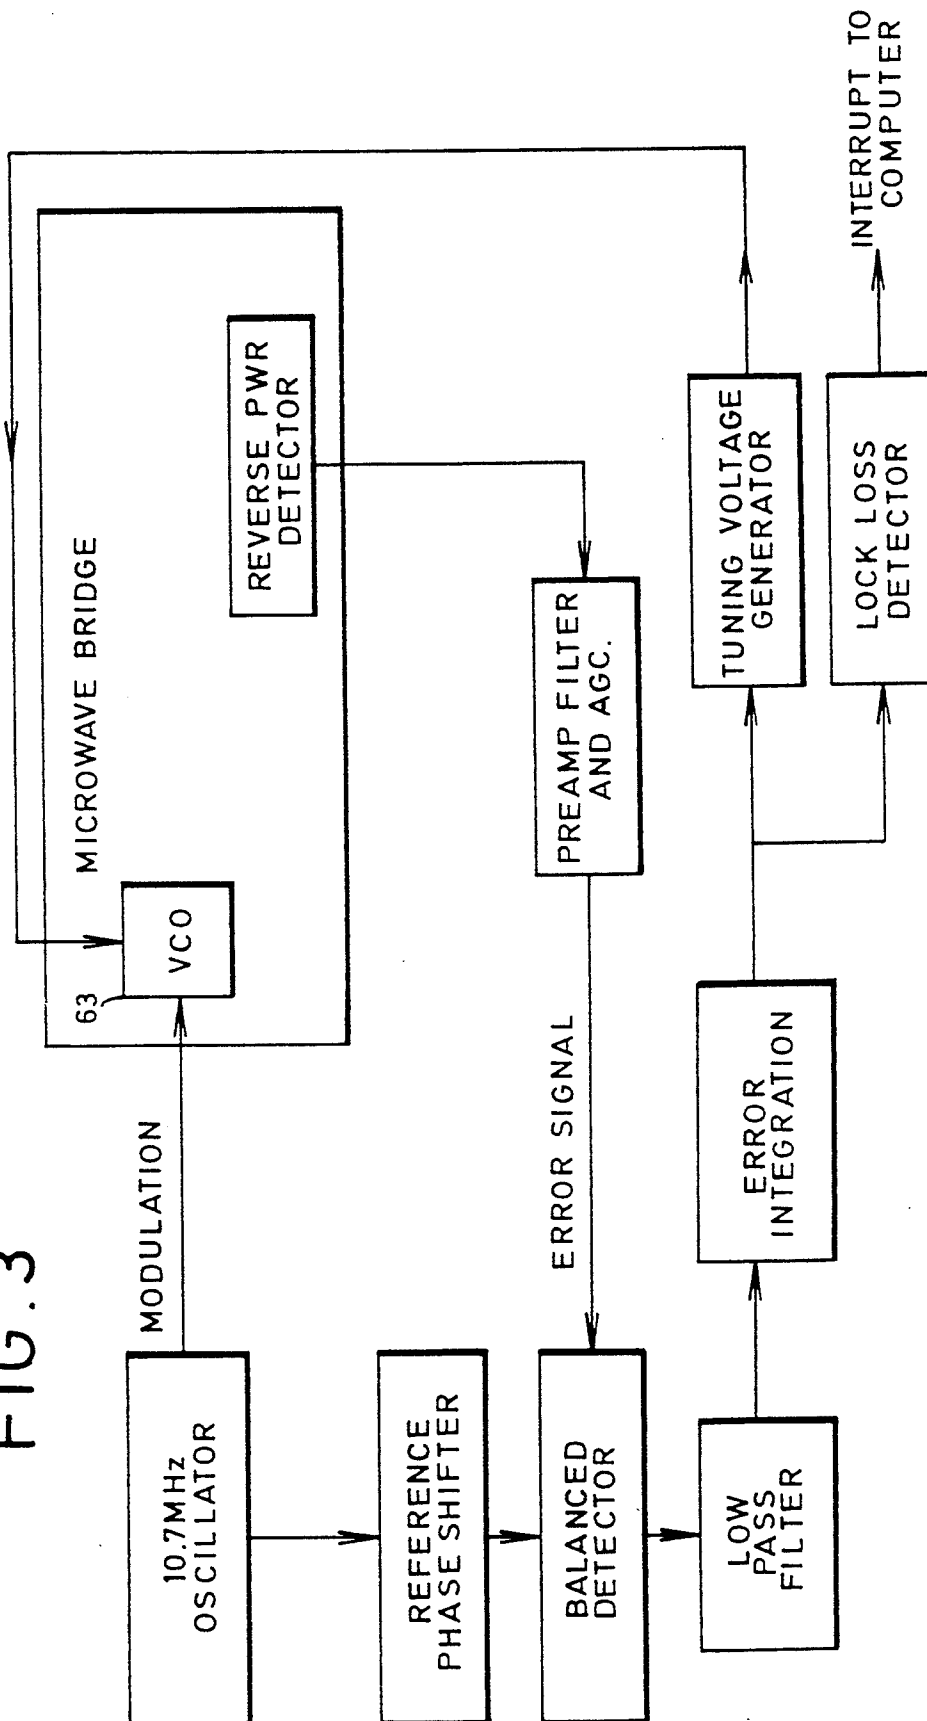 FIG. 3
10.7MHz
OSCILLATOR
MODULATION
63
VCO
MICROWAVE BRIDGE
REVERSE PWR
DETECTOR
REFERENCE
PHASE SHIFTER
BALANCED
DETECTOR
ERROR SIGNAL
PREAMP FILTER
AND AGC.
LOW
PASS
FILTER
ERROR
INTEGRATION
TUNING VOLTAGE
GENERATOR
LOCK LOSS
DETECTOR
INTERRUPT TO
COMPUTER